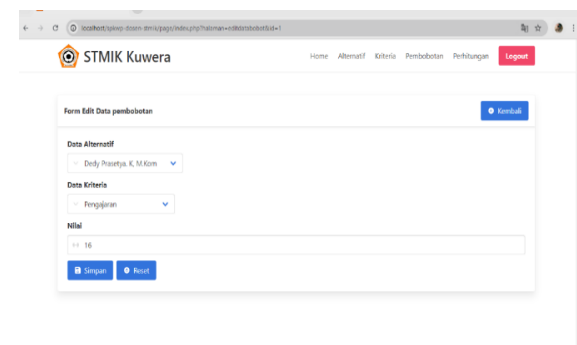 localhost/spkwp-dosen-stmik/page/index.php?halaman=editdatabobot&id=1
STMIK Kuwera
Home Alternatif Kriteria Pembobotan Perhitungan Logout
Form Edit Data pembobotan
Kembali
Data Alternatif
Dedy Prasetya. K, M.Kom
Data Kriteria
Pengajaran
Nilai
16
Simpan Reset